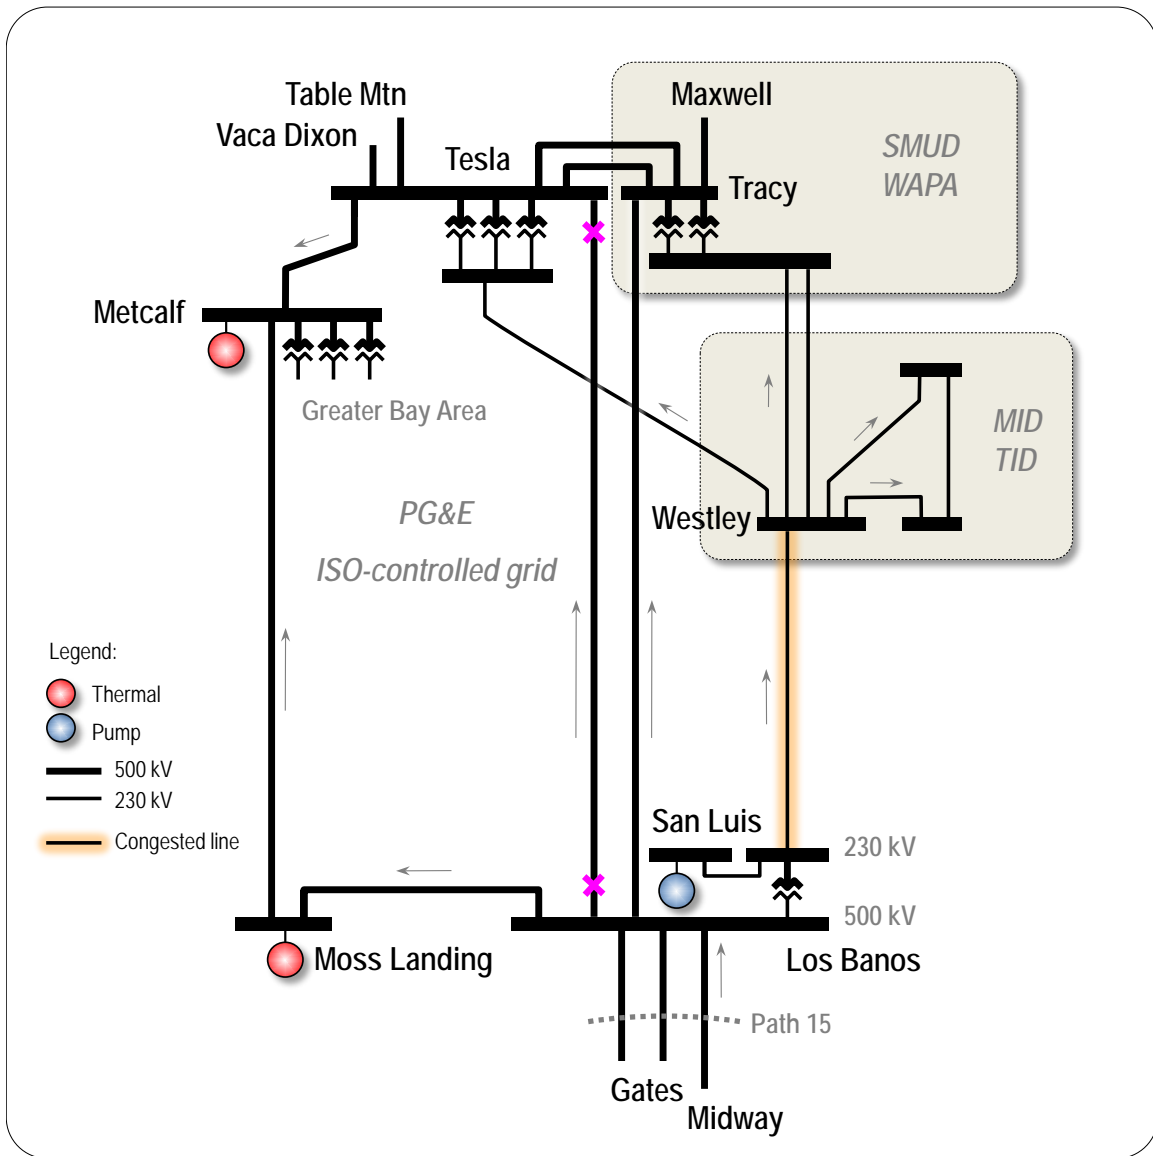 Table Mtn
Maxwell
Vaca Dixon
SMUD
Tesla
WAPA
Tracy
Metcalf
Greater Bay Area
MID
TID
PG&E
Westley
ISO-controlled grid
Legend:
Thermal
Pump
500 kV
230 kV
Congested line
San Luis
230 kV
500 kV
Moss Landing
Los Banos
Path 15
Gates
Midway